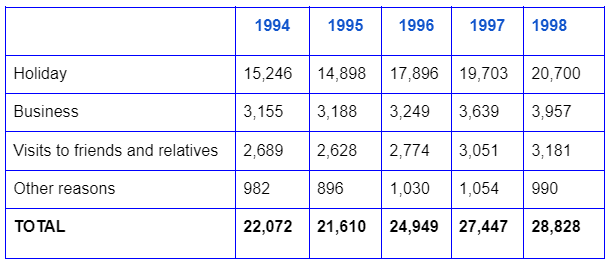 1994 1995 1996 1997 1998
Holiday 15,246 14,898 17,896 19,703 20,700
Business 3,155 3,188 3,249 3,639 3,957
Visits to friends and relatives 2,689 2,628 2,774 3,051 3,181
Other reasons 982 896 1,030 1,054 990
TOTAL 22,072 21,610 24,949 27,447 28,828